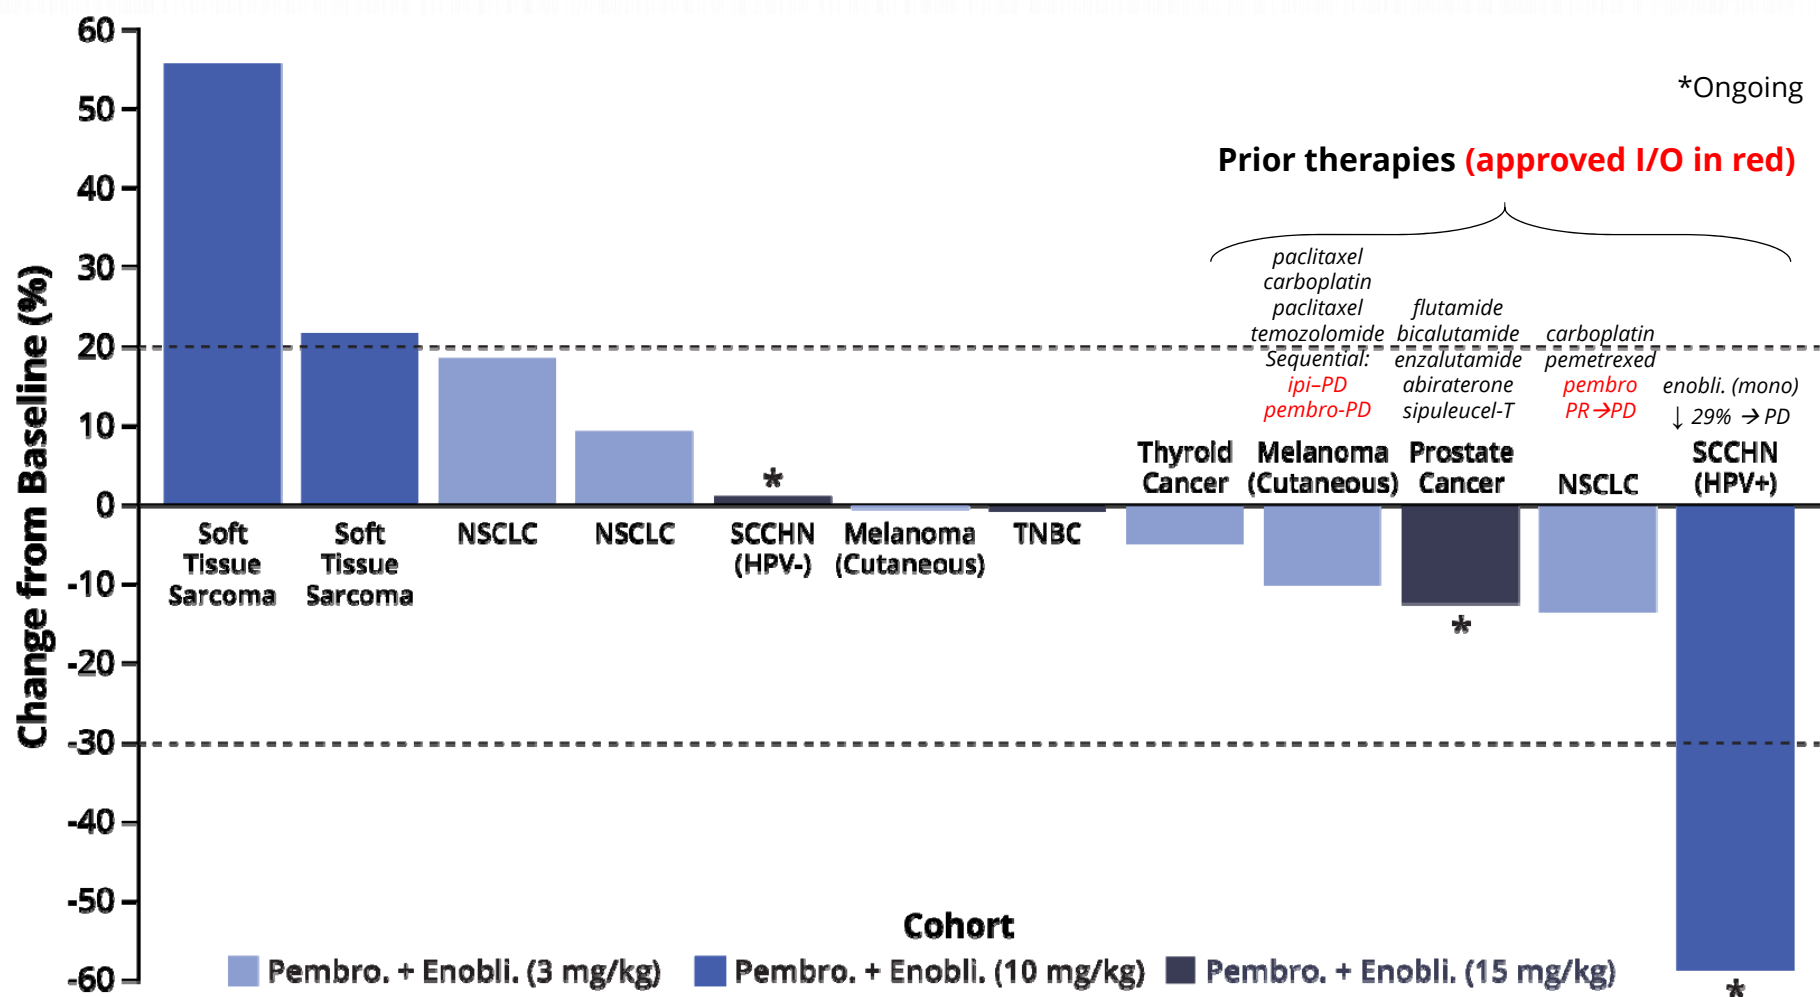 60
50
40
30
20
10
0
-10
-20
-30
-40
-50
-60
Change from Baseline (%)
*Ongoing
Prior therapies (approved I/O in red)
paclitaxel
carboplatin
paclitaxel
temozolomide
Sequential:
ipi–PD
pembro-PD
flutamide
bicalutamide
enzalutamide
abiraterone
sipuleucel-T
carboplatin
pemetrexed
pembro
PR→PD
enobli. (mono)
↓ 29% → PD
Thyroid
Cancer
Melanoma
(Cutaneous)
Prostate
Cancer
NSCLC
SCCHN
(HPV+)
*
Soft
Tissue
Sarcoma
Soft
Tissue
Sarcoma
NSCLC
NSCLC
SCCHN
(HPV-)
Melanoma
(Cutaneous)
TNBC
*
*
Cohort
Pembro. + Enobli. (3 mg/kg)
Pembro. + Enobli. (10 mg/kg)
Pembro. + Enobli. (15 mg/kg)